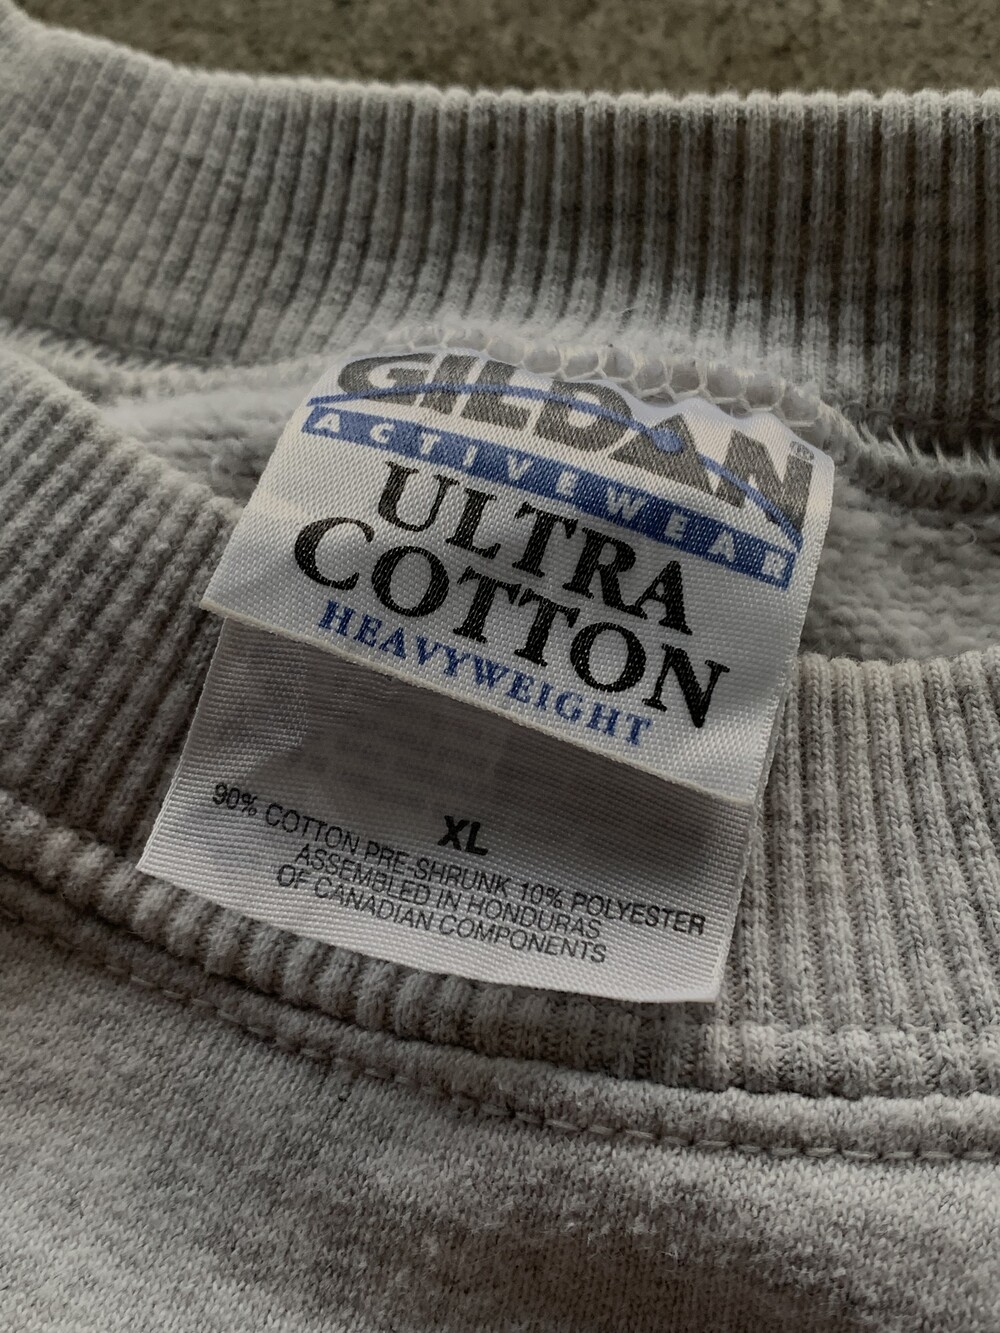 GILDAN®
ACTIVEWEAR
ULTRA
COTTON
HEAVYWEIGHT
XL
90% COTTON PRE-SHRUNK 10% POLYESTER
ASSEMBLED IN HONDURAS
OF CANADIAN COMPONENTS